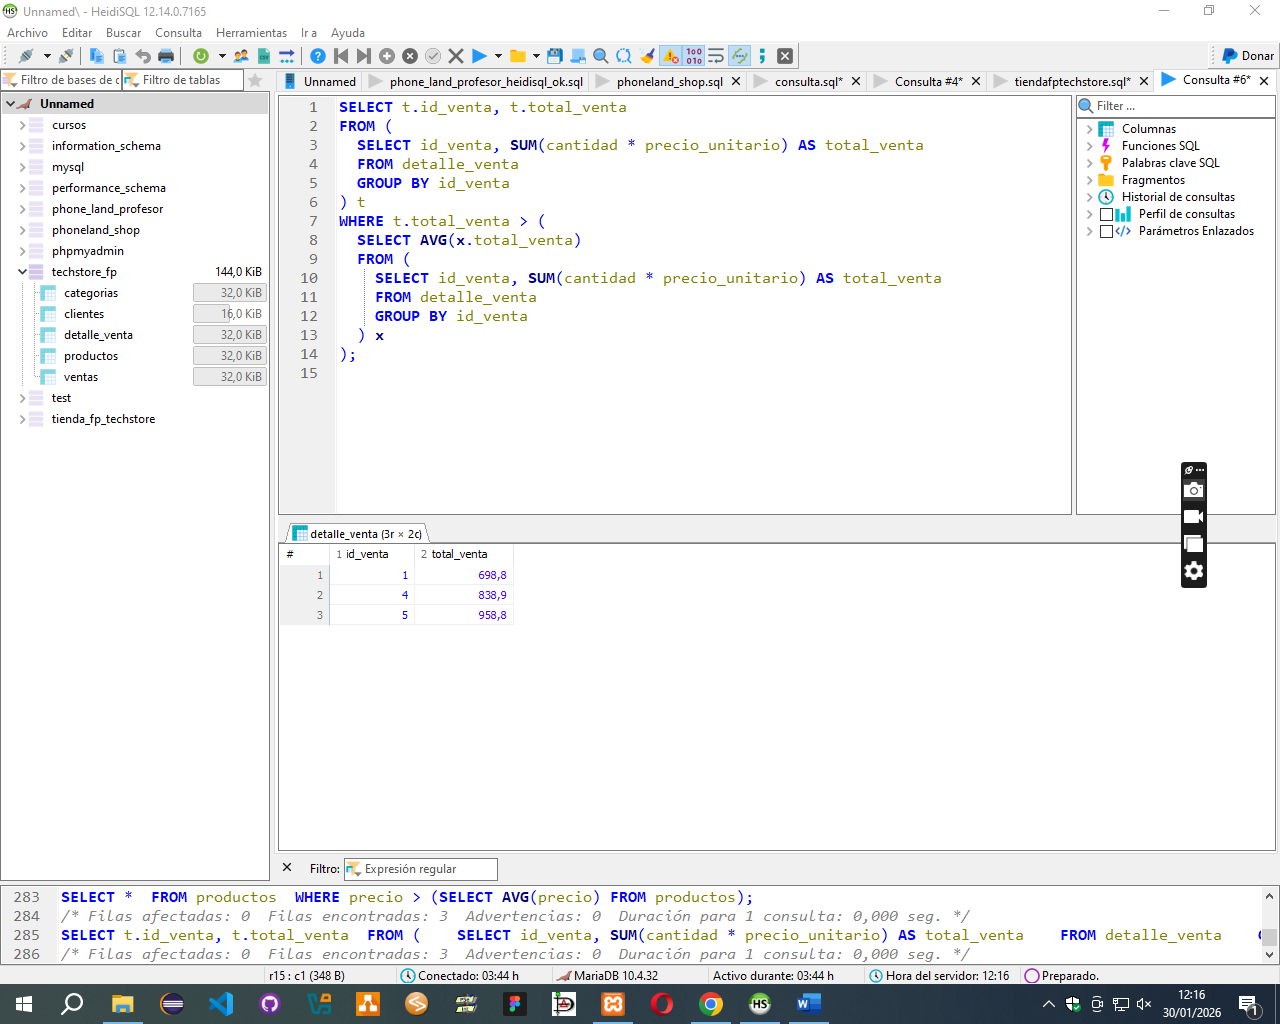 Unnamed\ - HeidiSQL 12.14.0.7165
Archivo Editar Buscar Consulta Herramientas Ir a Ayuda
Donar
Filtro de bases de d Filtro de tablas
Unnamed phone_land_profesor_heidisql_ok.sql phoneland_shop.sql consulta.sql* Consulta #4* tiendafptechstore.sql* Consulta #6*
Unnamed
cursos
information_schema
mysql
performance_schema
phone_land_profesor
phoneland_shop
phpmyadmin
techstore_fp 144,0 KiB
categorias 32,0 KiB
clientes 16,0 KiB
detalle_venta 32,0 KiB
productos 32,0 KiB
ventas 32,0 KiB
test
tienda_fp_techstore
1 SELECT t.id_venta, t.total_venta
2 FROM (
3 SELECT id_venta, SUM(cantidad * precio_unitario) AS total_venta
4 FROM detalle_venta
5 GROUP BY id_venta
6 ) t
7 WHERE t.total_venta > (
8 SELECT AVG(x.total_venta)
9 FROM (
10 SELECT id_venta, SUM(cantidad * precio_unitario) AS total_venta
11 FROM detalle_venta
12 GROUP BY id_venta
13 ) x
14 );
15
Filter ...
Columnas
Funciones SQL
Palabras clave SQL
Fragmentos
Historial de consultas
Perfil de consultas
Parámetros Enlazados
detalle_venta (3r × 2c)
# 1 id_venta 2 total_venta
1 1 698,8
2 4 838,9
3 5 958,8
Filtro: Expresión regular
283 SELECT * FROM productos WHERE precio > (SELECT AVG(precio) FROM productos);
284 /* Filas afectadas: 0 Filas encontradas: 3 Advertencias: 0 Duración para 1 consulta: 0,000 seg. */
285 SELECT t.id_venta, t.total_venta FROM ( SELECT id_venta, SUM(cantidad * precio_unitario) AS total_venta FROM detalle_venta
286 /* Filas afectadas: 0 Filas encontradas: 3 Advertencias: 0 Duración para 1 consulta: 0,000 seg. */
r15 : c1 (348 B) Conectado: 03:44 h MariaDB 10.4.32 Activo durante: 03:44 h Hora del servidor: 12:16 Preparado.
12:16
30/01/2026
1